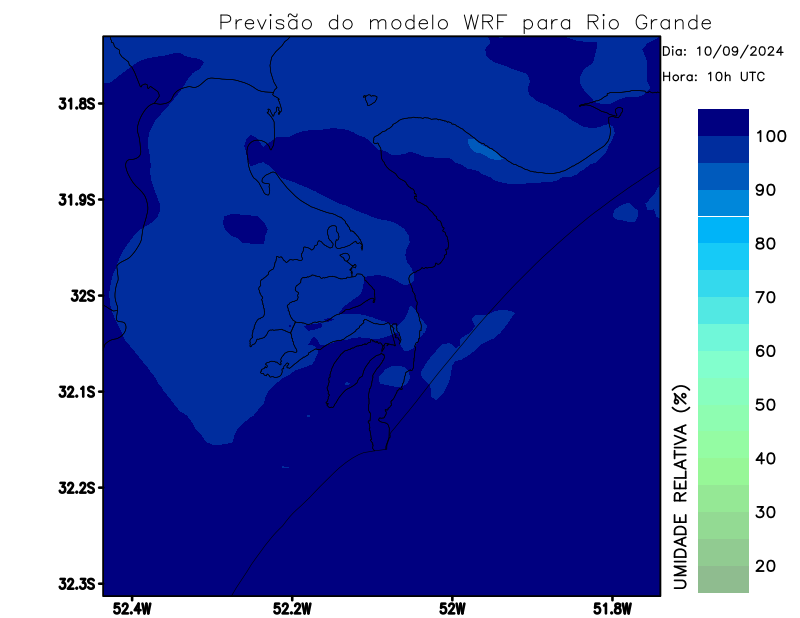 Previsão do modelo WRF para Rio Grande
Dia: 10/09/2024
Hora: 10h UTC
31.8S
31.9S
32S
32.1S
32.2S
32.3S
52.4W
52.2W
52W
51.8W
UMIDADE RELATIVA (%)
100
90
80
70
60
50
40
30
20